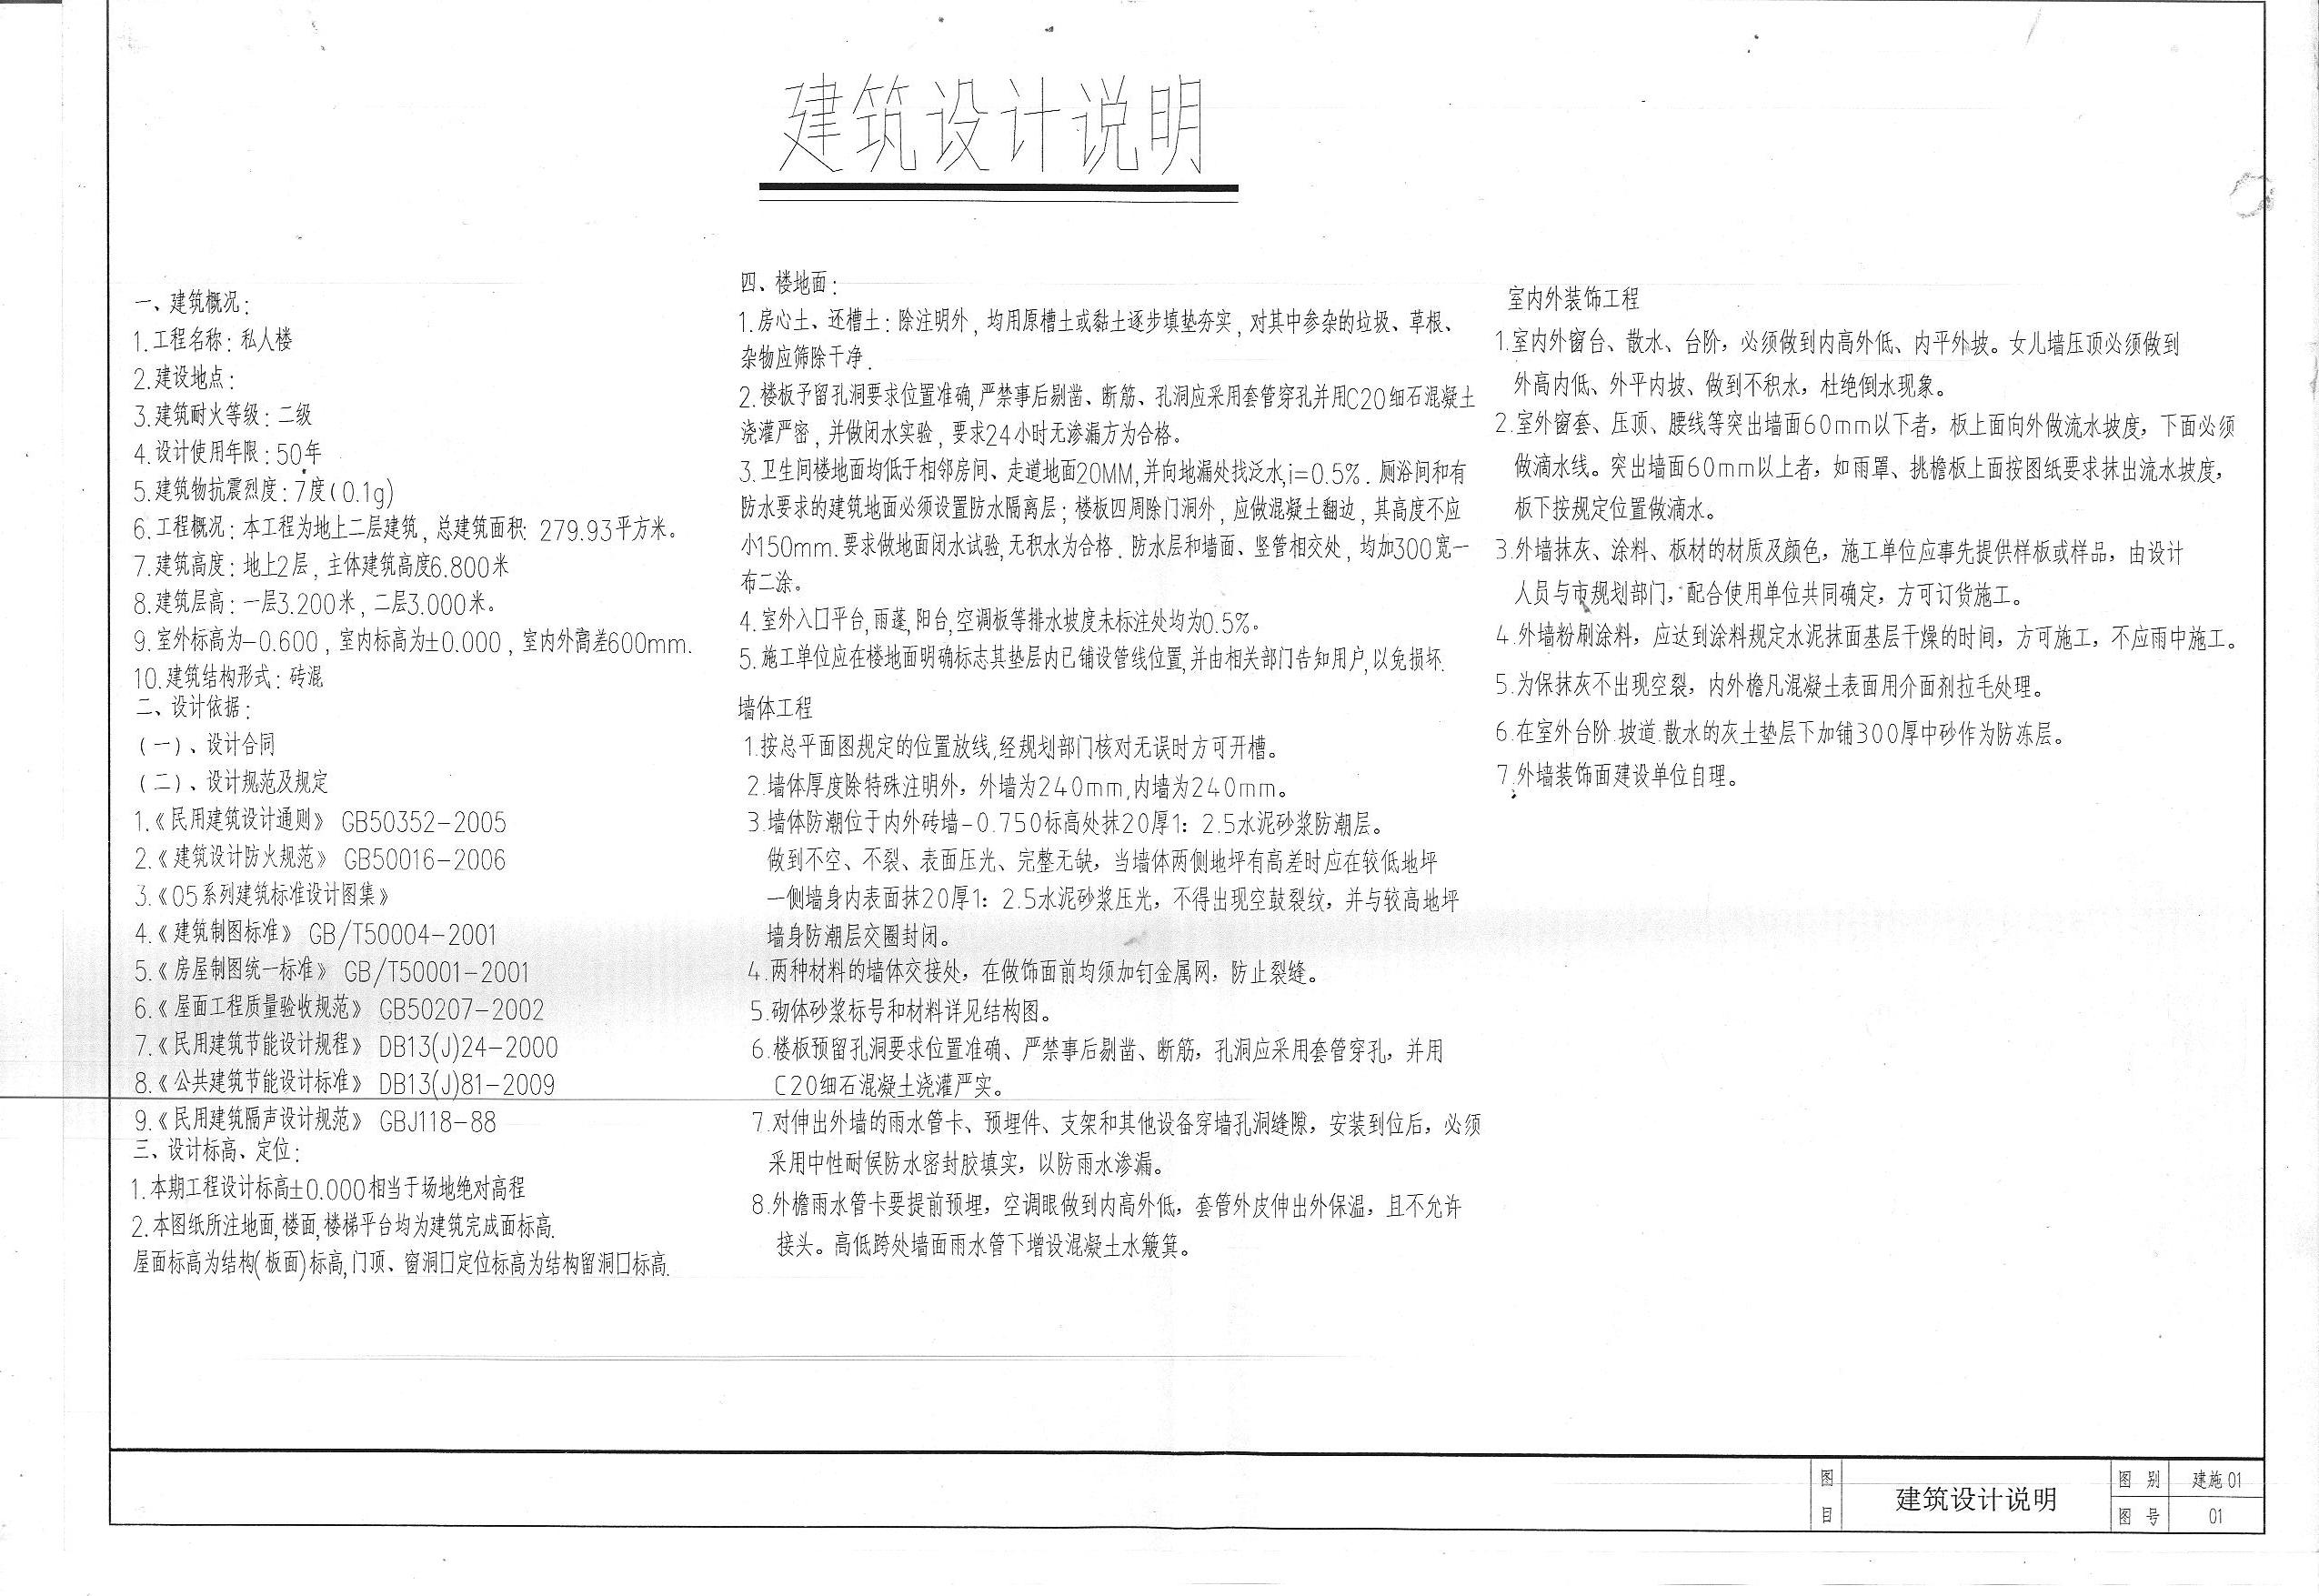 建筑设计说明
一、建筑概况:
1.工程名称: 私人楼
2.建设地点:
3.建筑耐火等级: 二级
4.设计使用年限: 50年
5.建筑物抗震烈度: 7度(0.1g)
6.工程概况: 本工程为地上二层建筑, 总建筑面积: 279.93平方米。
7.建筑高度: 地上2层, 主体建筑高度6.800米
8.建筑层高: 一层3.200米, 二层3.000米。
9.室外标高为-0.600, 室内标高为±0.000, 室内外高差600mm.
10.建筑结构形式: 砖混
二、设计依据:
(一)、设计合同
(二)、设计规范及规定
1.《民用建筑设计通则》 GB50352-2005
2.《建筑设计防火规范》 GB50016-2006
3.《05系列建筑标准设计图集》
4.《建筑制图标准》 GB/T50004-2001
5.《房屋制图统一标准》 GB/T50001-2001
6.《屋面工程质量验收规范》 GB50207-2002
7.《民用建筑节能设计规程》 DB13(J)24-2000
8.《公共建筑节能设计标准》 DB13(J)81-2009
9.《民用建筑隔声设计规范》 GBJ118-88
三、设计标高、定位:
1.本期工程设计标高±0.000相当于场地绝对高程
2.本图纸所注地面,楼面,楼梯平台均为建筑完成面标高.
屋面标高为结构(板面)标高,门顶、窗洞口定位标高为结构留洞口标高.
四、楼地面:
1.房心土、还槽土: 除注明外, 均用原槽土或黏土逐步填垫夯实, 对其中参杂的垃圾、草根、
杂物应筛除干净.
2.楼板予留孔洞要求位置准确,严禁事后剔凿、断筋、孔洞应采用套管穿孔并用C20细石混凝土
浇灌严密, 并做闭水实验, 要求24小时无渗漏方为合格。
3.卫生间楼地面均低于相邻房间、走道地面20MM,并向地漏处找泛水,i=0.5%. 厕浴间和有
防水要求的建筑地面必须设置防水隔离层; 楼板四周除门洞外, 应做混凝土翻边, 其高度不应
小150mm.要求做地面闭水试验,无积水为合格. 防水层和墙面、竖管相交处, 均加300宽一
布二涂。
4.室外入口平台,雨蓬,阳台,空调板等排水坡度未标注处均为0.5%。
5.施工单位应在楼地面明确标志其垫层内已铺设管线位置,并由相关部门告知用户,以免损坏.
墙体工程
1.按总平面图规定的位置放线,经规划部门核对无误时方可开槽。
2.墙体厚度除特殊注明外，外墙为240mm,内墙为240mm。
3.墙体防潮位于内外砖墙-0.750标高处抹20厚1：2.5水泥砂浆防潮层。
做到不空、不裂、表面压光、完整无缺，当墙体两侧地坪有高差时应在较低地坪
一侧墙身内表面抹20厚1：2.5水泥砂浆压光，不得出现空鼓裂纹，并与较高地坪
墙身防潮层交圈封闭。
4.两种材料的墙体交接处，在做饰面前均须加钉金属网，防止裂缝。
5.砌体砂浆标号和材料详见结构图。
6.楼板预留孔洞要求位置准确、严禁事后剔凿、断筋，孔洞应采用套管穿孔，并用
C20细石混凝土浇灌严实。
7.对伸出外墙的雨水管卡、预埋件、支架和其他设备穿墙孔洞缝隙，安装到位后，必须
采用中性耐侯防水密封胶填实，以防雨水渗漏。
8.外檐雨水管卡要提前预埋，空调眼做到内高外低，套管外皮伸出外保温，且不允许
接头。高低跨处墙面雨水管下增设混凝土水簸箕。
室内外装饰工程
1.室内外窗台、散水、台阶，必须做到内高外低、内平外坡。女儿墙压顶必须做到
外高内低、外平内坡、做到不积水，杜绝倒水现象。
2.室外窗套、压顶、腰线等突出墙面60mm以下者，板上面向外做流水坡度，下面必须
做滴水线。突出墙面60mm以上者，如雨罩、挑檐板上面按图纸要求抹出流水坡度，
板下按规定位置做滴水。
3.外墙抹灰、涂料、板材的材质及颜色，施工单位应事先提供样板或样品，由设计
人员与市规划部门，配合使用单位共同确定，方可订货施工。
4.外墙粉刷涂料，应达到涂料规定水泥抹面基层干燥的时间，方可施工，不应雨中施工。
5.为保抹灰不出现空裂，内外檐凡混凝土表面用介面剂拉毛处理。
6.在室外台阶.坡道.散水的灰土垫层下加铺300厚中砂作为防冻层。
7.外墙装饰面建设单位自理。
图目 建筑设计说明 图别 建施01
图号 01